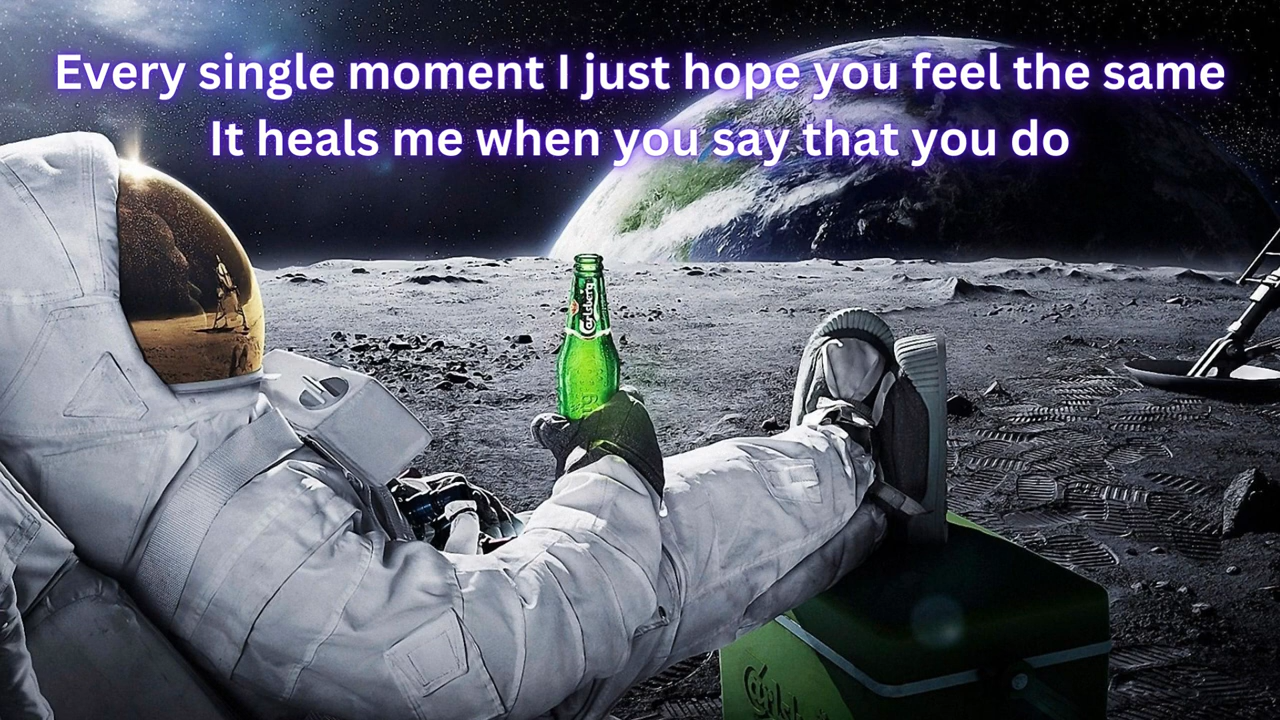 Every single moment I just hope you feel the same
It heals me when you say that you do
Carlsberg
Carlsberg